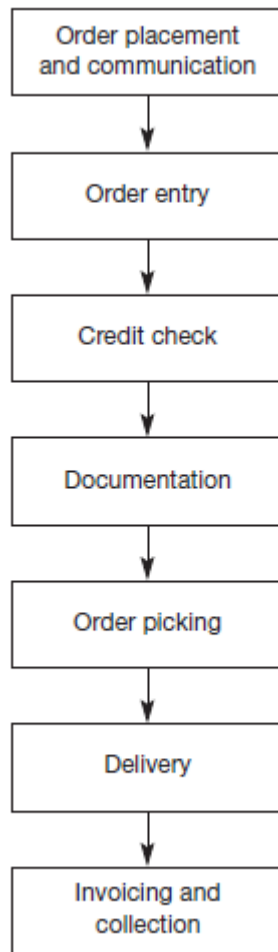 Order placement
and communication
Order entry
Credit check
Documentation
Order picking
Delivery
Invoicing and
collection